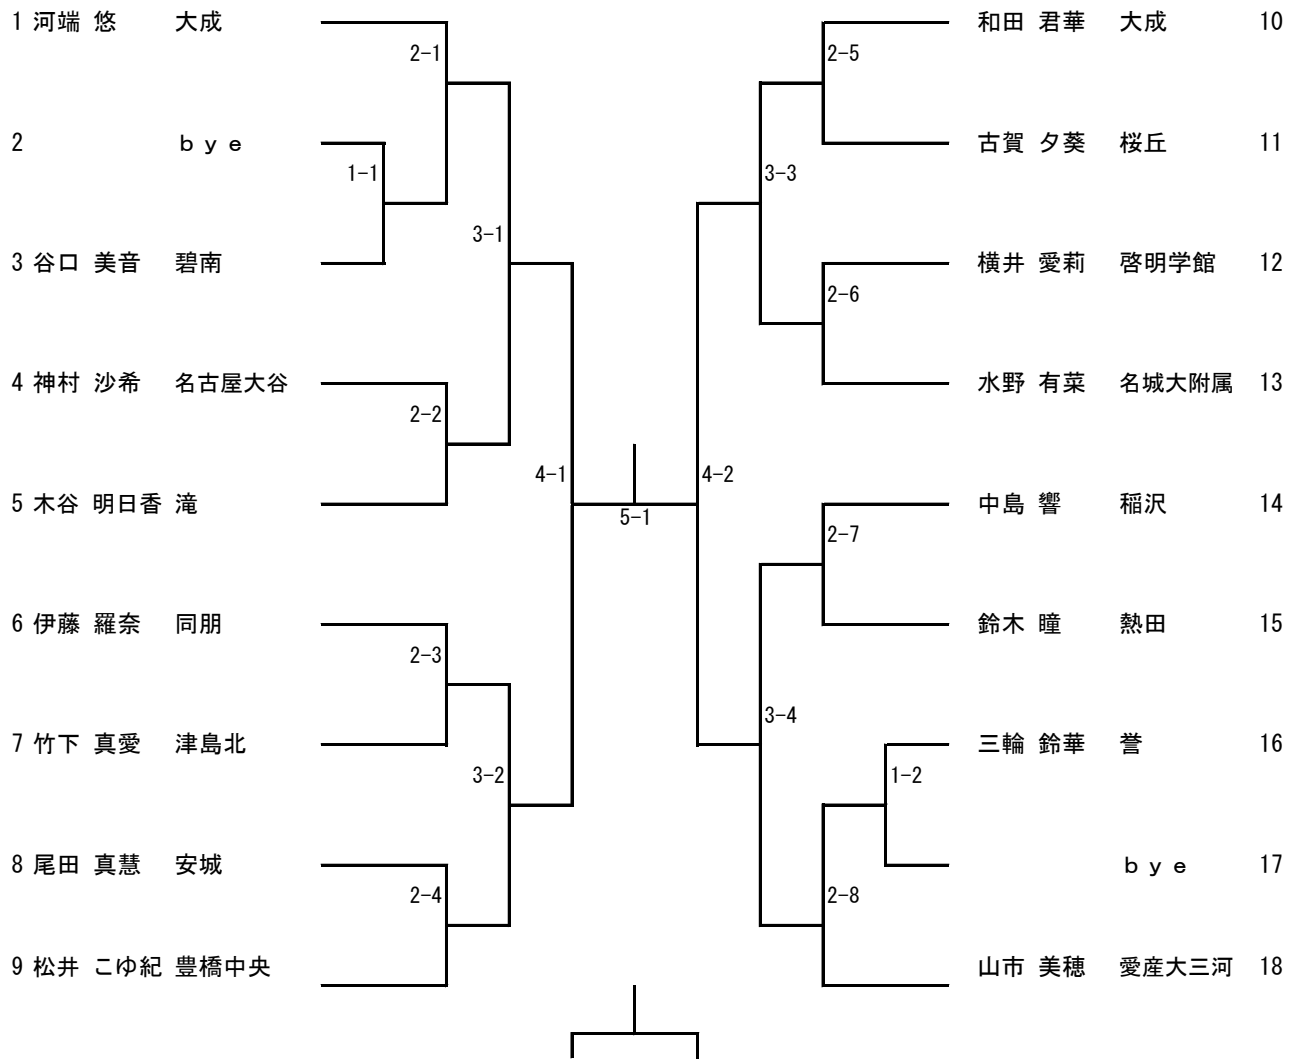 1 河端 悠 大成
2-1
2 ｂｙｅ
1-1
3 谷口 美音 碧南
3-1
4 神村 沙希 名古屋大谷
2-2
5 木谷 明日香 滝
4-1
6 伊藤 羅奈 同朋
2-3
7 竹下 真愛 津島北
3-2
8 尾田 真慧 安城
2-4
9 松井 こゆ紀 豊橋中央
5-1
和田 君華 大成 10
2-5
古賀 夕葵 桜丘 11
3-3
横井 愛莉 啓明学館 12
2-6
水野 有菜 名城大附属 13
4-2
中島 響 稲沢 14
2-7
鈴木 瞳 熱田 15
3-4
三輪 鈴華 誉 16
1-2
ｂｙｅ 17
2-8
山市 美穂 愛産大三河 18